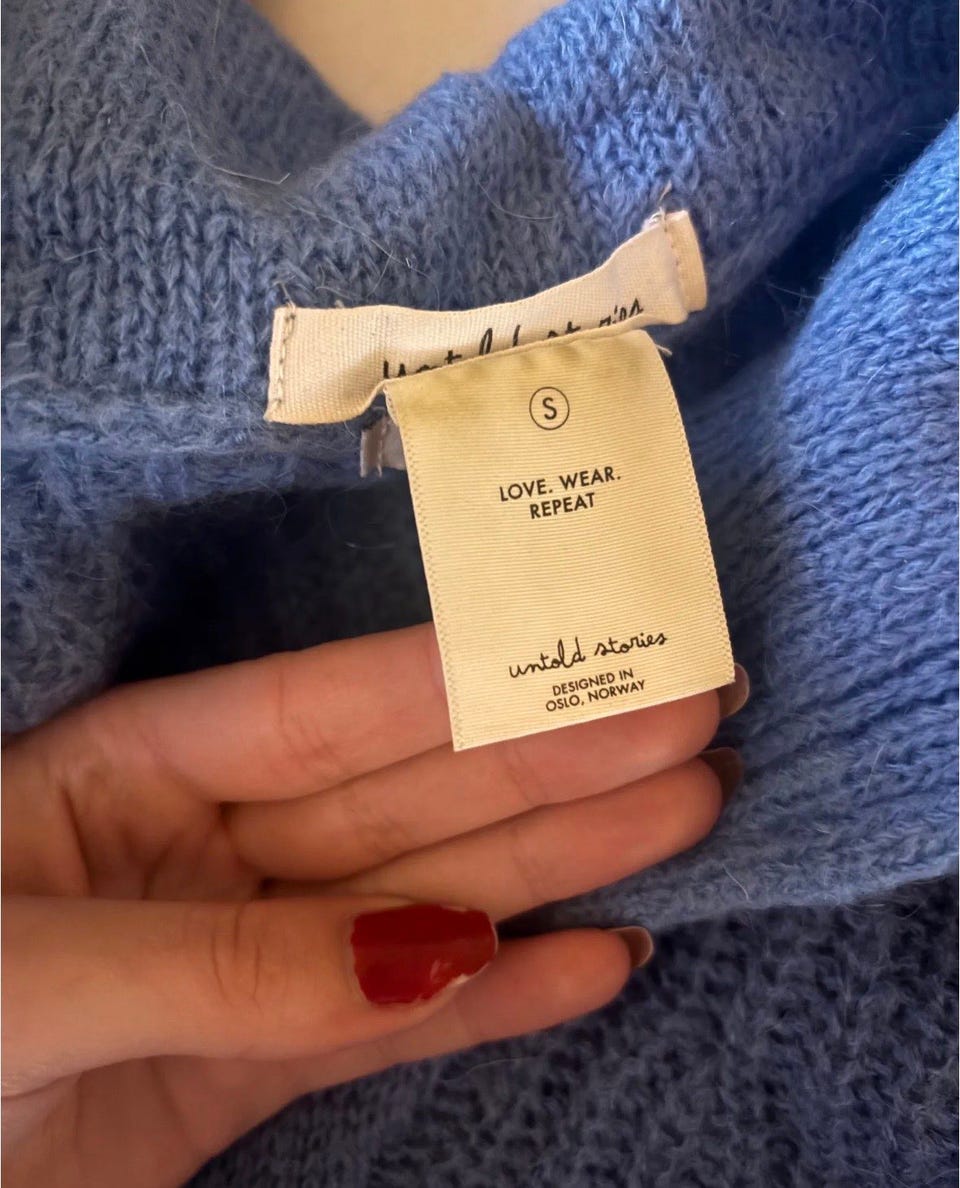 S
LOVE. WEAR.
REPEAT
untold stories
DESIGNED IN
OSLO, NORWAY